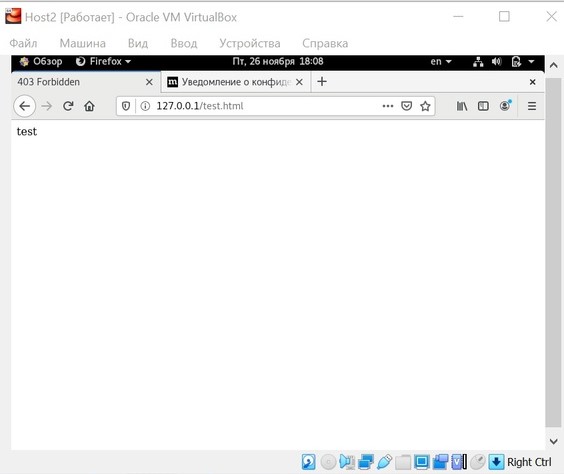 Host2 [Работает] - Oracle VM VirtualBox
Файл Машина Вид Ввод Устройства Справка
Обзор Firefox Пт, 26 ноября 18:08 en
403 Forbidden Уведомление о конфиде
127.0.0.1/test.html
test
Right Ctrl